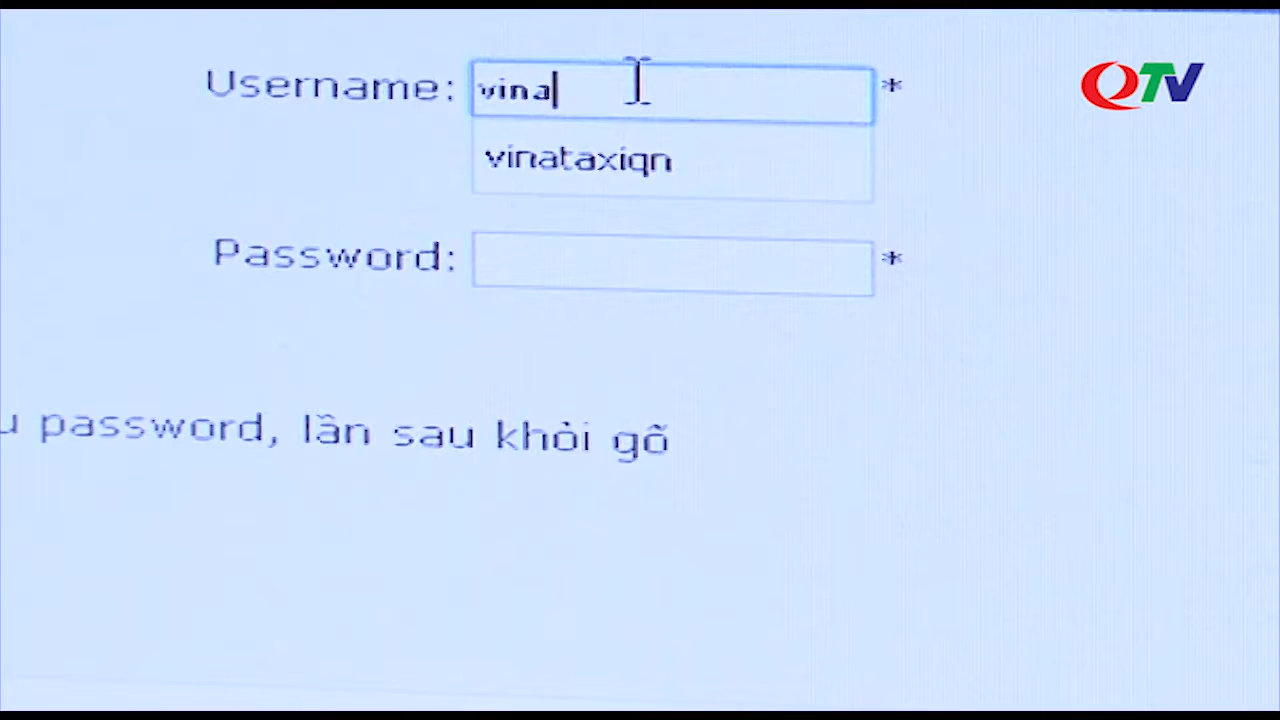 Username: vina *
QTV
vinataxiqn
Password: *
password, lần sau khỏi gõ